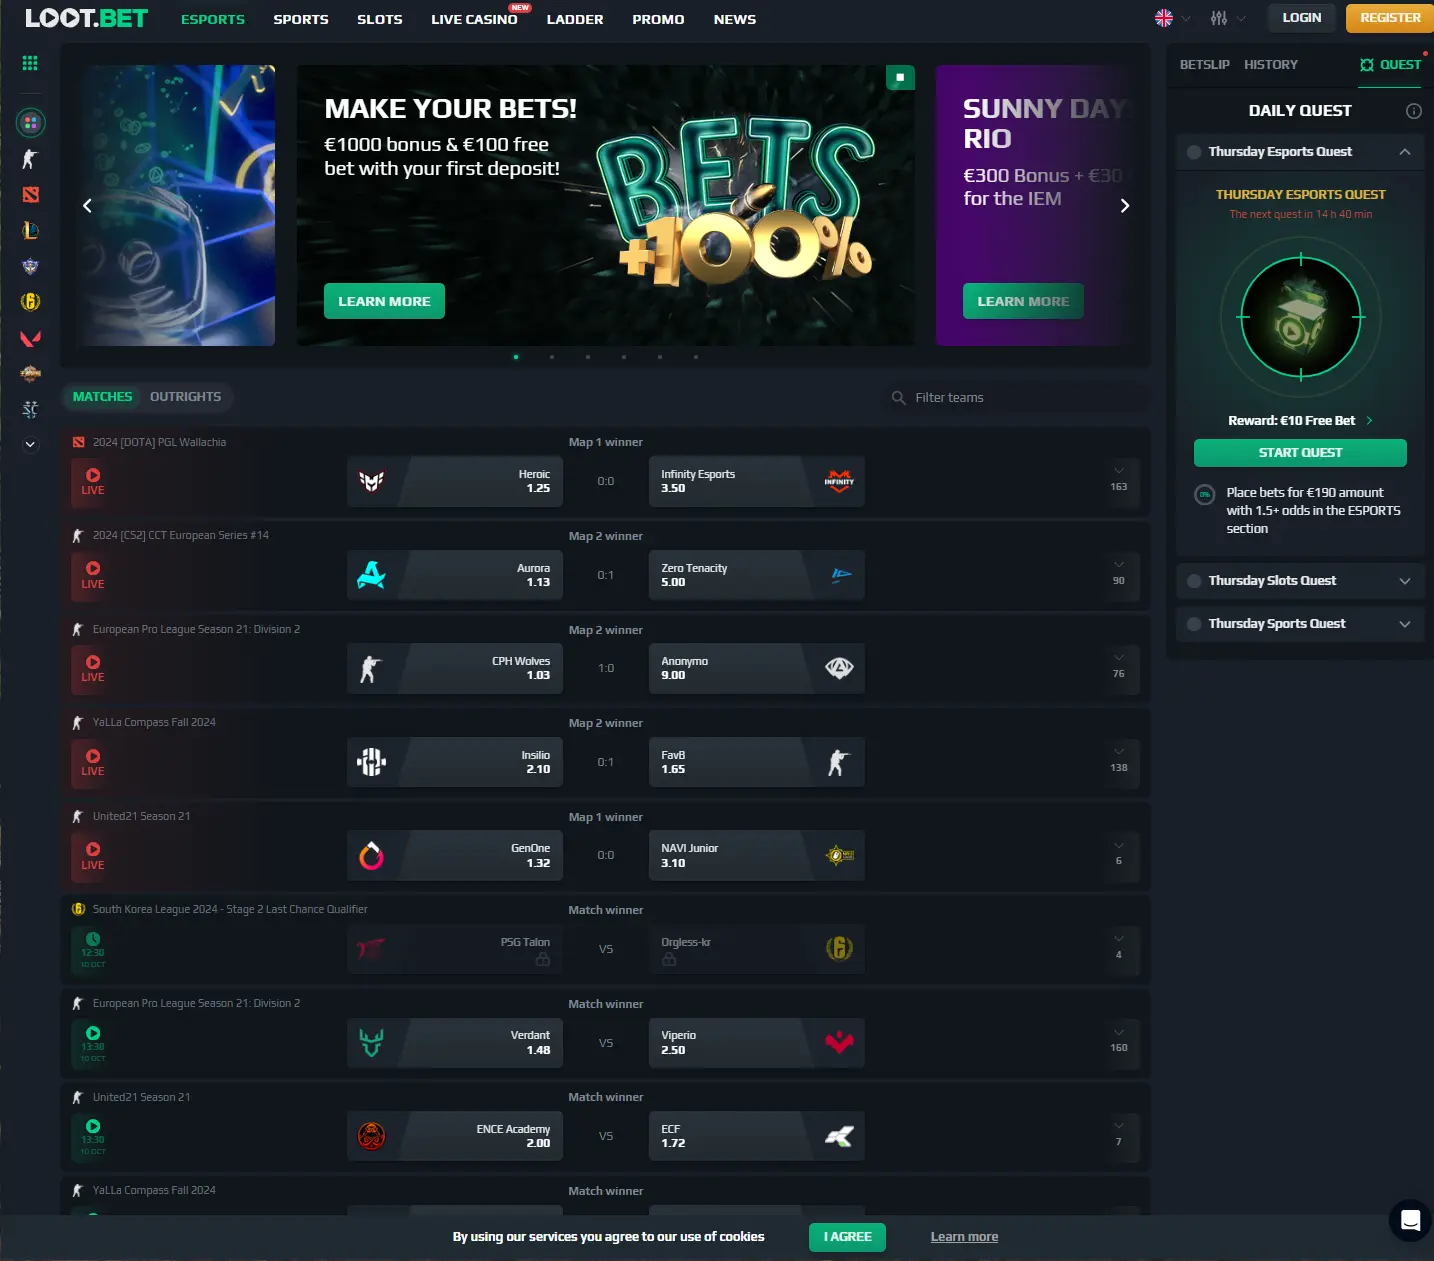 LOOT.BET
ESPORTS
SPORTS
SLOTS
LIVE CASINO
NEW
LADDER
PROMO
NEWS
LOGIN
REGISTER
BETSLIP
HISTORY
QUEST
MAKE YOUR BETS!
€1000 bonus & €100 free
bet with your first deposit!
LEARN MORE
BETS
+100%
SUNNY DAY
RIO
€300 Bonus + €30
for the IEM
LEARN MORE
DAILY QUEST
Thursday Esports Quest
THURSDAY ESPORTS QUEST
The next quest in 14 h 40 min
Reward: €10 Free Bet
START QUEST
0%
Place bets for €190 amount
with 1.5+ odds in the ESPORTS
section
Thursday Slots Quest
Thursday Sports Quest
MATCHES
OUTRIGHTS
Filter teams
2024 [DOTA] PGL Wallachia
Map 1 winner
LIVE
Heroic
1.25
0:0
Infinity Esports
3.50
INFINITY
163
2024 [CS2] CCT European Series #14
Map 2 winner
LIVE
Aurora
1.13
0:1
Zero Tenacity
5.00
90
European Pro League Season 21: Division 2
Map 2 winner
LIVE
CPH Wolves
1.03
1:0
Anonymo
9.00
76
YaLLa Compass Fall 2024
Map 2 winner
LIVE
Insilio
2.10
0:1
FavB
1.65
138
United21 Season 21
Map 1 winner
LIVE
GenOne
1.32
0:0
NAVI Junior
3.10
6
South Korea League 2024 - Stage 2 Last Chance Qualifier
Match winner
12:30
10 OCT
PSG Talon
VS
Orgless-kr
4
European Pro League Season 21: Division 2
Match winner
13:30
10 OCT
Verdant
1.48
VS
Viperio
2.50
160
United21 Season 21
Match winner
13:30
10 OCT
ENCE Academy
2.00
VS
ECF
1.72
7
YaLLa Compass Fall 2024
Match winner
By using our services you agree to our use of cookies
I AGREE
Learn more